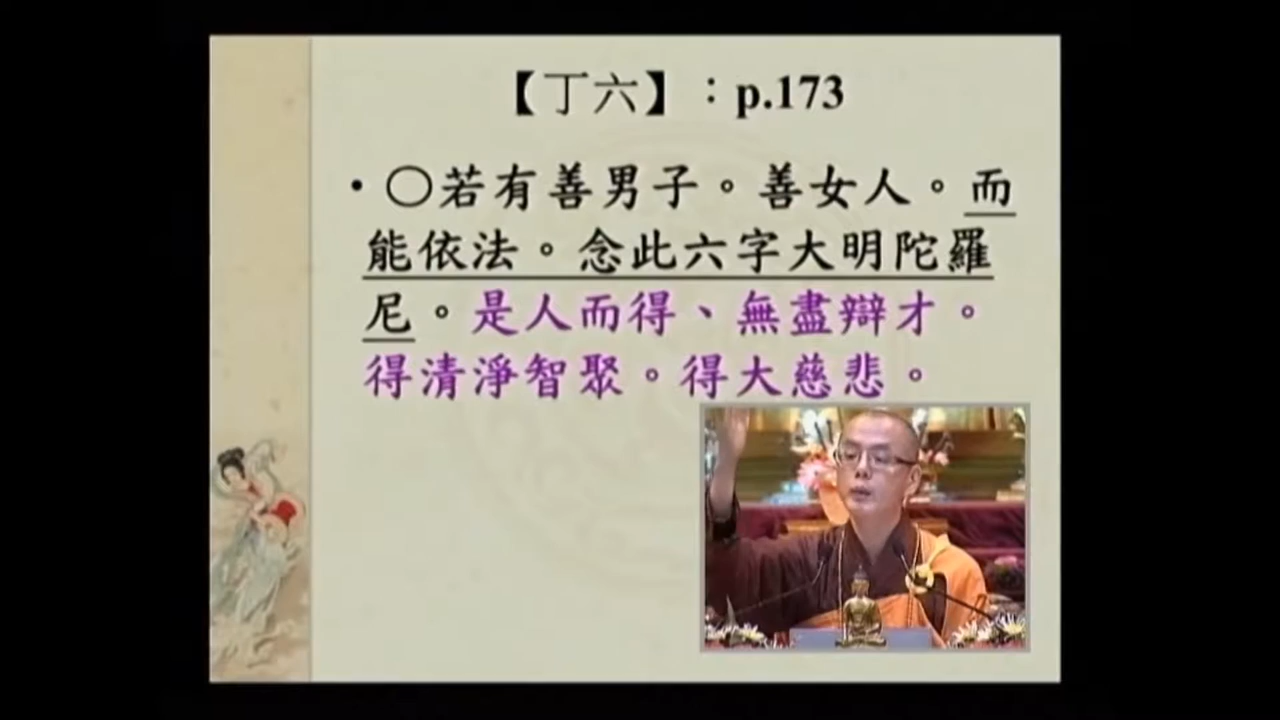 【丁六】：p.173
•〇若有善男子。善女人。而
能依法。念此六字大明陀羅
尼。是人而得、無盡辯才。
得清淨智聚。得大慈悲。